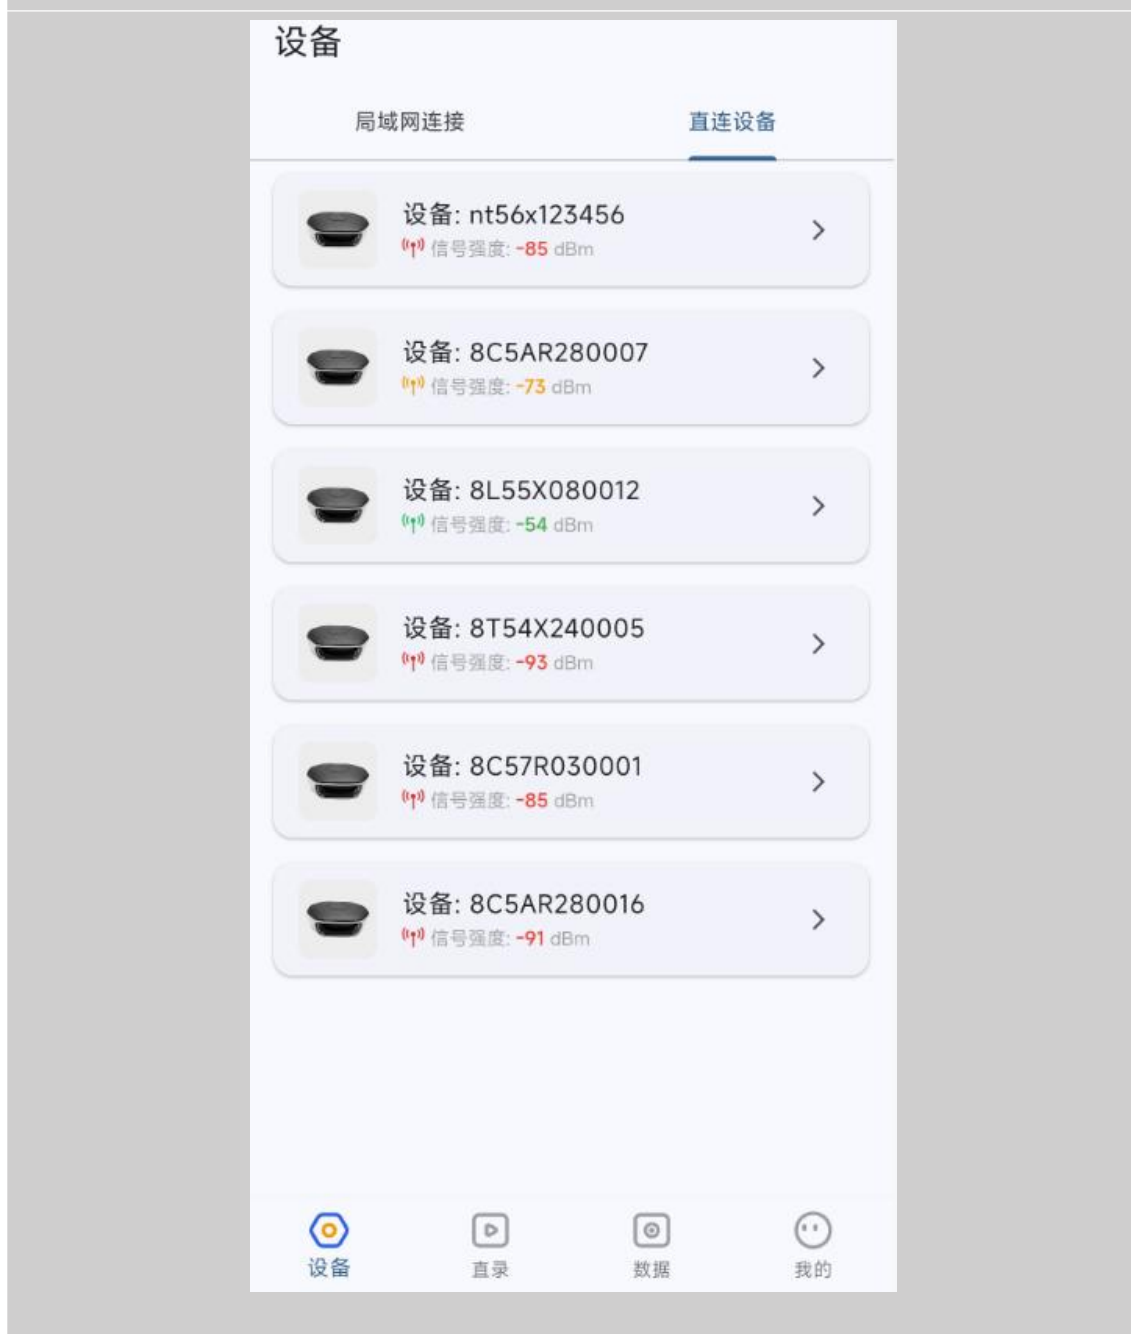 设备
局域网连接
直连设备
设备: nt56x123456
信号强度: -85 dBm
设备: 8C5AR280007
信号强度: -73 dBm
设备: 8L55X080012
信号强度: -54 dBm
设备: 8T54X240005
信号强度: -93 dBm
设备: 8C57R030001
信号强度: -85 dBm
设备: 8C5AR280016
信号强度: -91 dBm
设备
直录
数据
我的